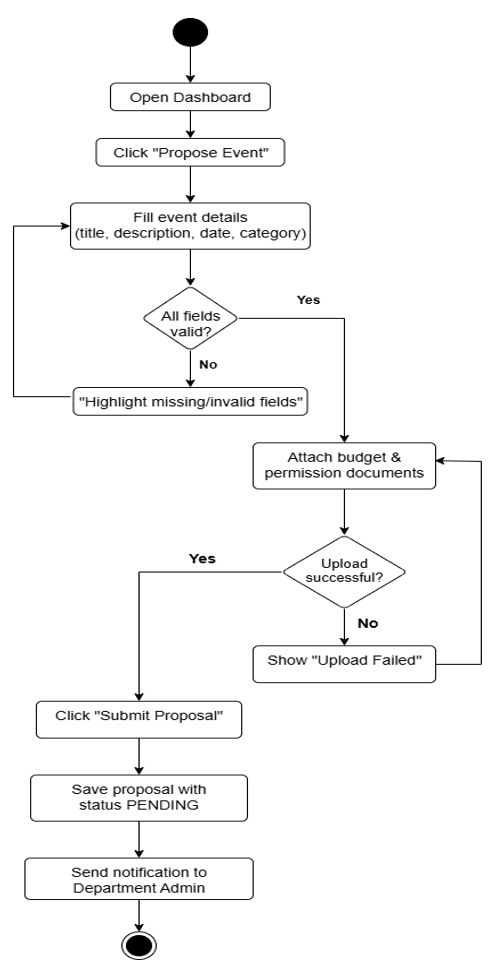 Open Dashboard
Click "Propose Event"
Fill event details
(title, description, date, category)
All fields
valid?
Yes
No
"Highlight missing/invalid fields"
Attach budget &
permission documents
Upload
successful?
Yes
No
Show "Upload Failed"
Click "Submit Proposal"
Save proposal with
status PENDING
Send notification to
Department Admin